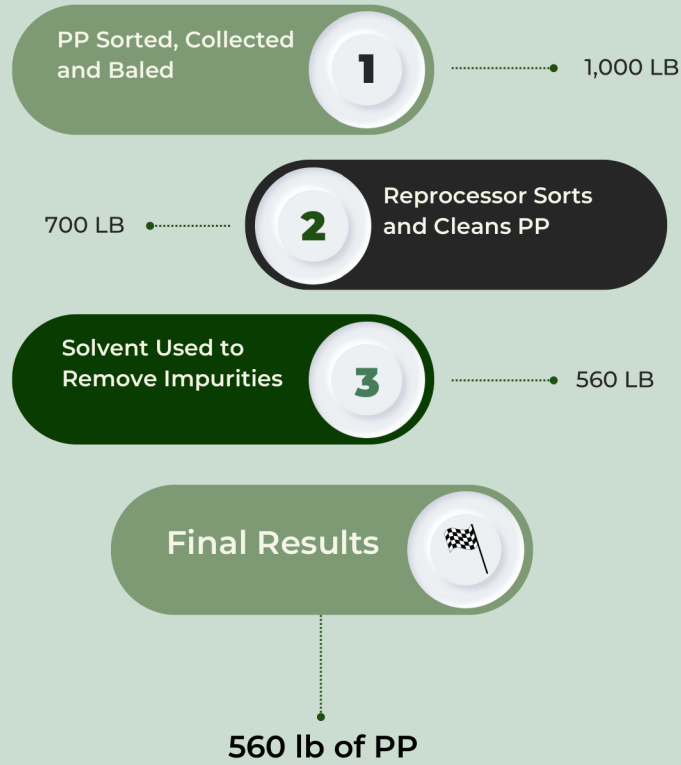 PP Sorted, Collected
and Baled
1
1,000 LB
700 LB
2
Reprocessor Sorts
and Cleans PP
Solvent Used to
Remove Impurities
3
560 LB
Final Results
560 lb of PP